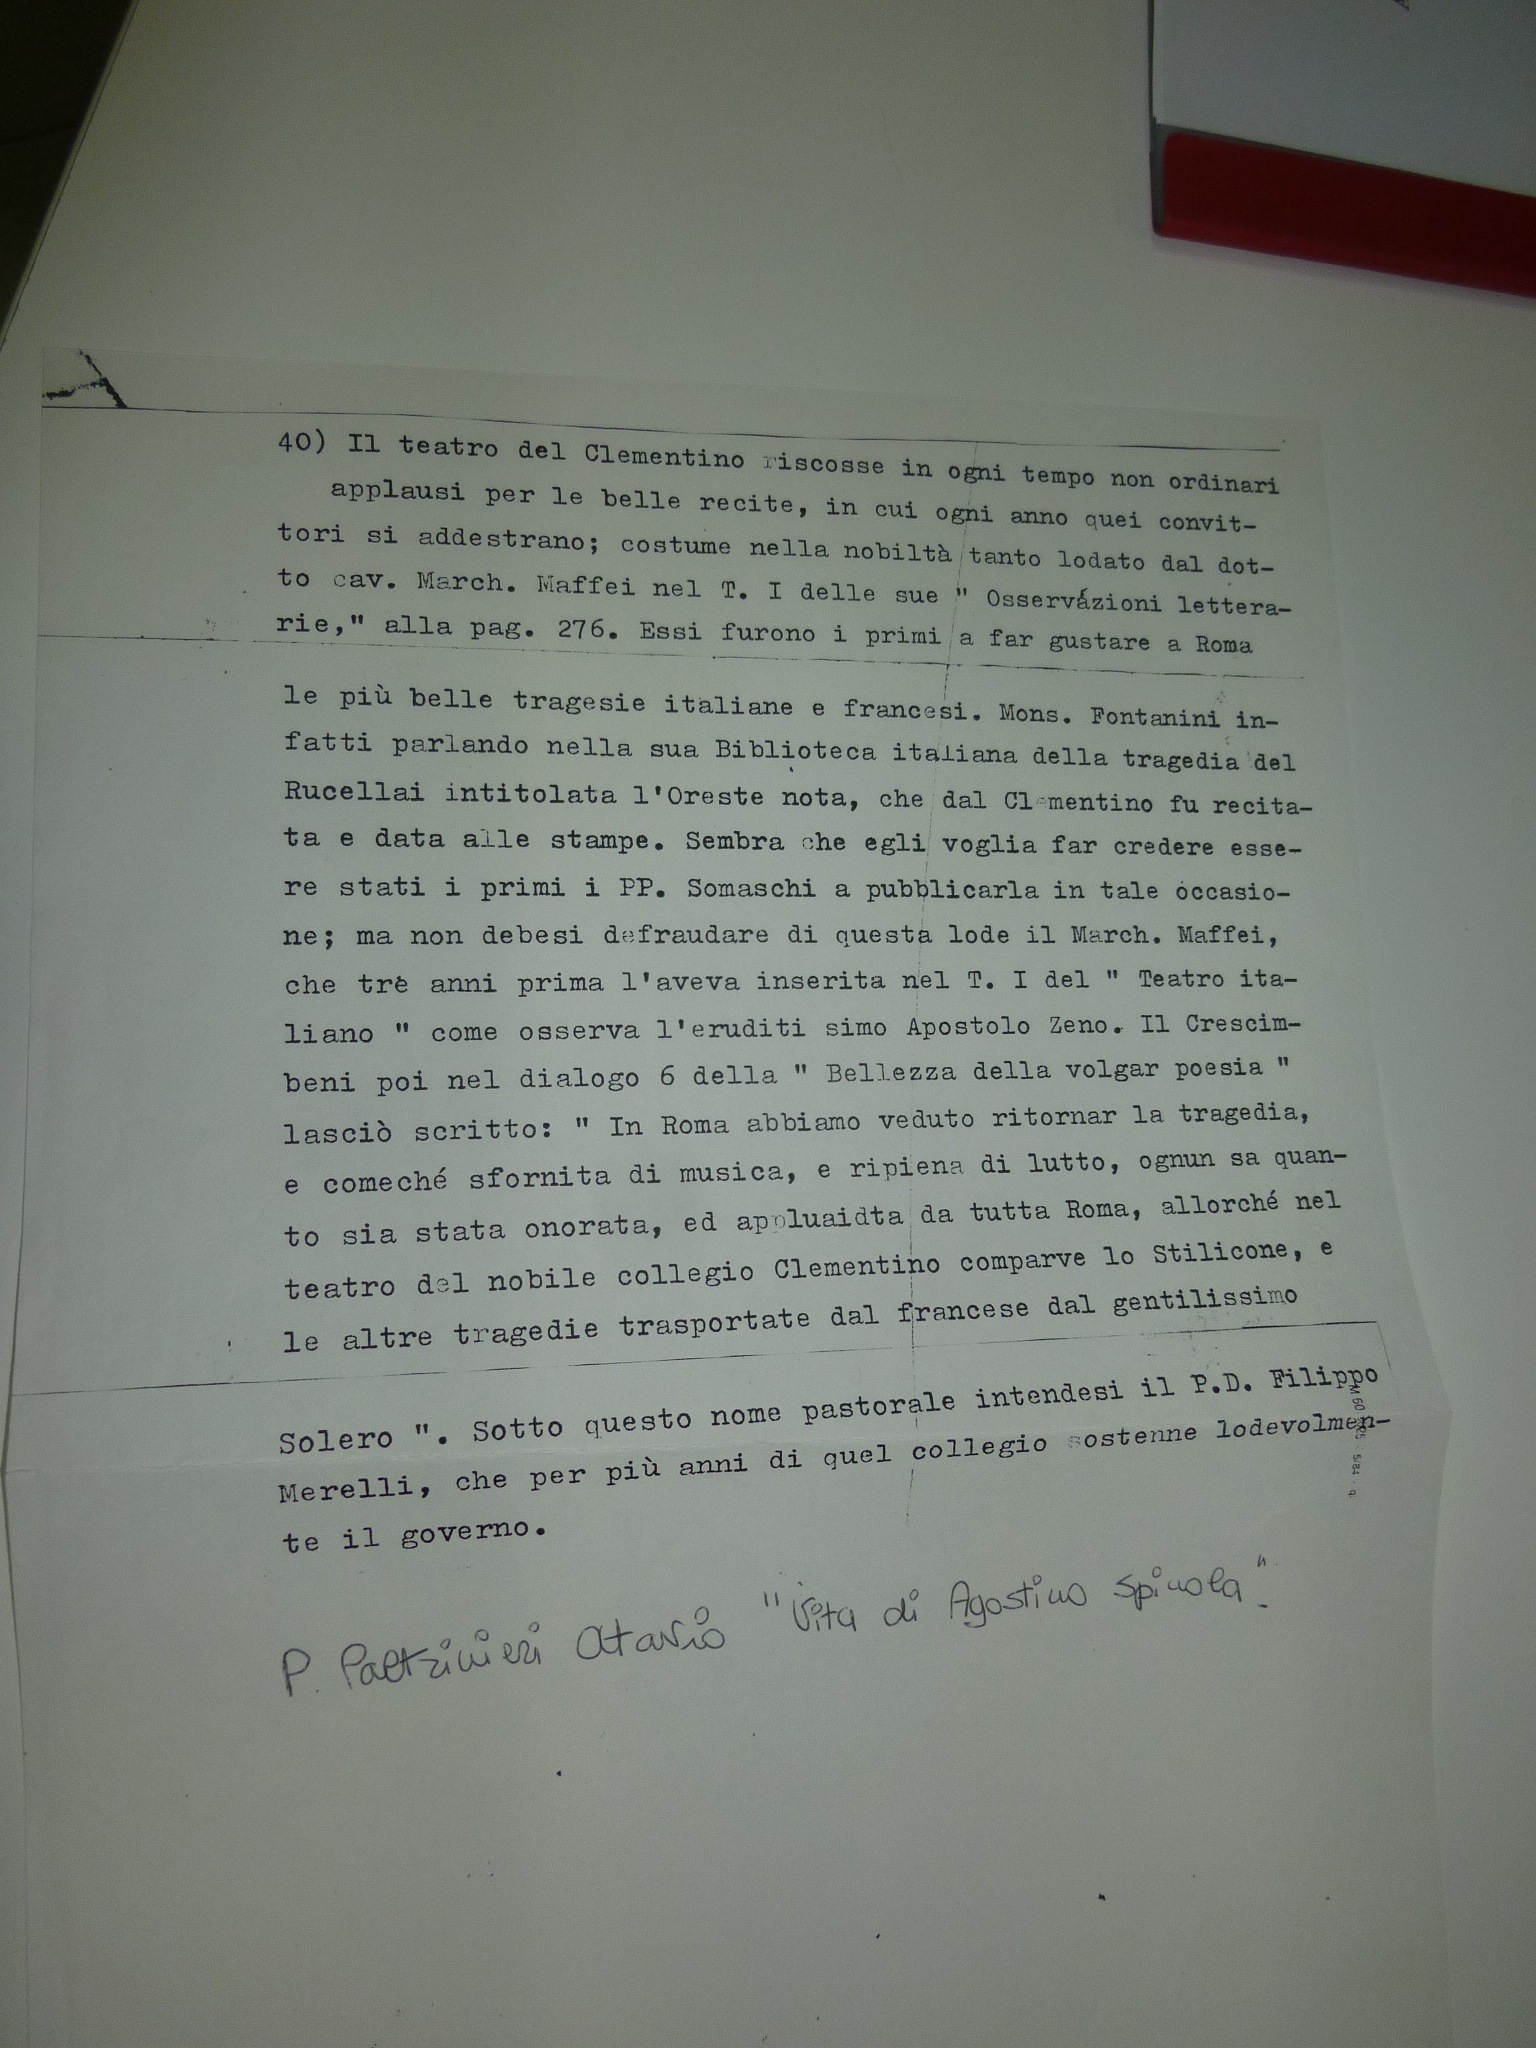 40) Il teatro del Clementino riscosse in ogni tempo non ordinari
applausi per le belle recite, in cui ogni anno quei convit-
tori si addestrano; costume nella nobiltà tanto lodato dal dot-
to cav. March. Maffei nel T. I delle sue " Osservázioni lettera-
rie," alla pag. 276. Essi furono i primi a far gustare a Roma
le più belle tragesie italiane e francesi. Mons. Fontanini in-
fatti parlando nella sua Biblioteca italiana della tragedia del
Rucellai intitolata l'Oreste nota, che dal Clementino fu recita-
ta e data alle stampe. Sembra che egli voglia far credere esse-
re stati i primi i PP. Somaschi a pubblicarla in tale occasio-
ne; ma non debesi defraudare di questa lode il March. Maffei,
che tre anni prima l'aveva inserita nel T. I del " Teatro ita-
liano " come osserva l'eruditi simo Apostolo Zeno. Il Crescim-
beni poi nel dialogo 6 della " Bellezza della volgar poesia "
lasciò scritto: " In Roma abbiamo veduto ritornar la tragedia,
e comeché sfornita di musica, e ripiena di lutto, ognun sa quan-
to sia stata onorata, ed appluaidta da tutta Roma, allorché nel
teatro del nobile collegio Clementino comparve lo Stilicone, e
le altre tragedie trasportate dal francese dal gentilissimo
Solero ". Sotto questo nome pastorale intendesi il P.D. Filippo
Merelli, che per più anni di quel collegio sostenne lodevolmen-
te il governo.
P. Paltrinieri Otavio "Vita di Agostino Spinola".